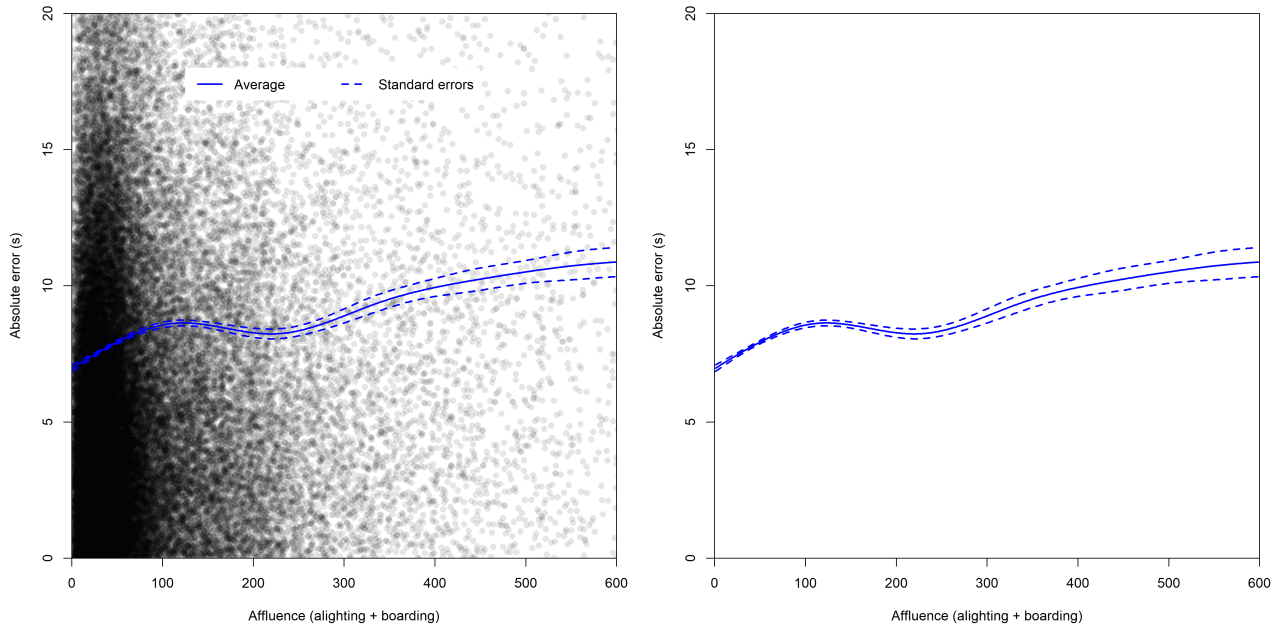 20
15
10
5
0
Absolute error (s)
Average
Standard errors
0 100 200 300 400 500 600
Affluence (alighting + boarding)
20
15
10
5
0
Absolute error (s)
0 100 200 300 400 500 600
Affluence (alighting + boarding)